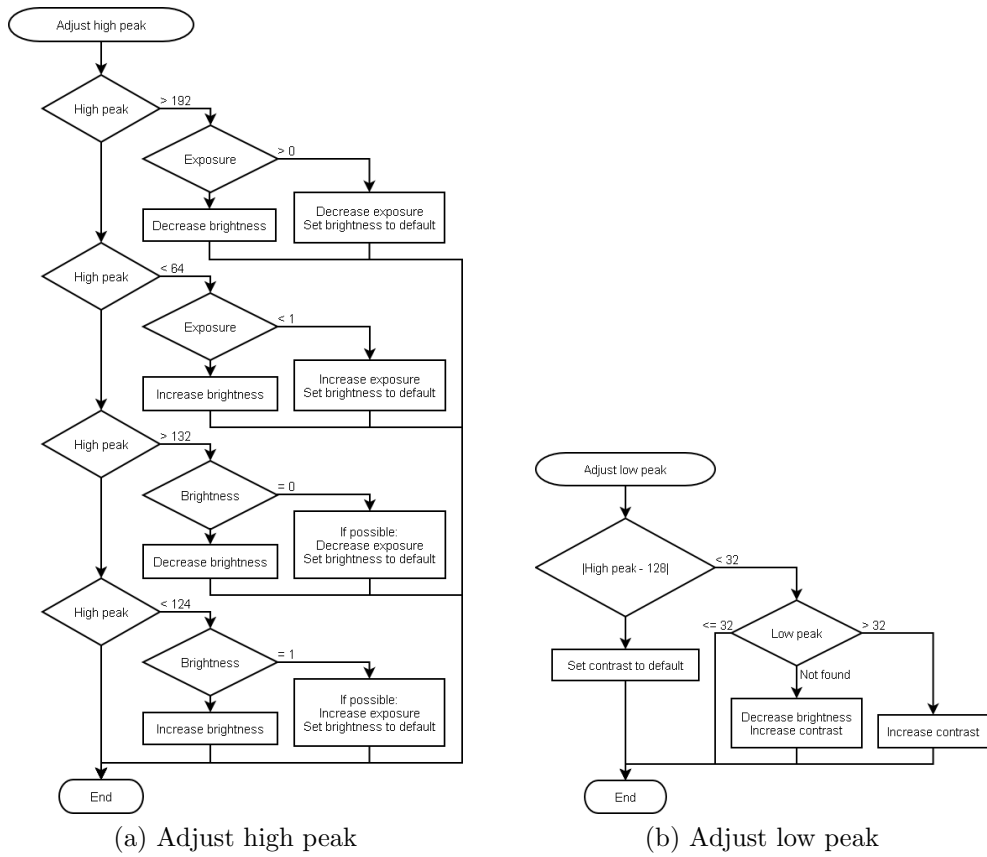 Adjust high peak
High peak
> 192
Exposure
> 0
Decrease brightness
Decrease exposure
Set brightness to default
High peak
< 64
Exposure
< 1
Increase brightness
Increase exposure
Set brightness to default
High peak
> 132
Brightness
= 0
Decrease brightness
If possible:
Decrease exposure
Set brightness to default
High peak
< 124
Brightness
= 1
Increase brightness
If possible:
Increase exposure
Set brightness to default
End
(a) Adjust high peak
Adjust low peak
|High peak - 128|
< 32
<= 32
Low peak
> 32
Set contrast to default
Not found
Decrease brightness
Increase contrast
Increase contrast
End
(b) Adjust low peak